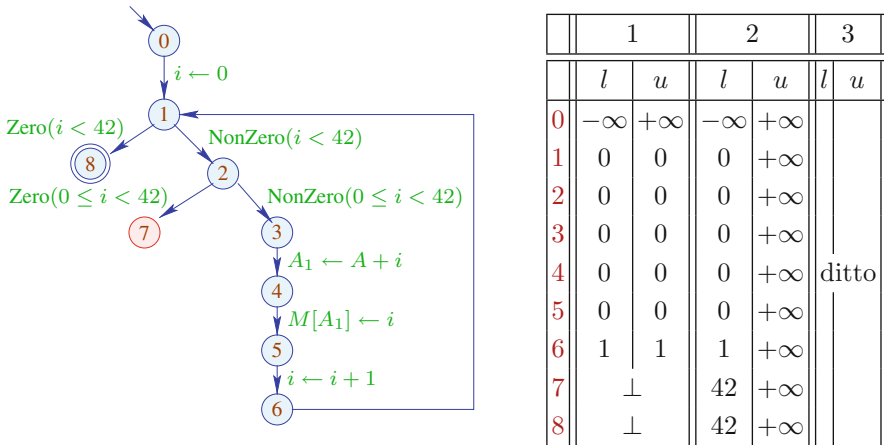 0
i ← 0
1
Zero(i < 42)
NonZero(i < 42)
8
2
Zero(0 ≤ i < 42)
NonZero(0 ≤ i < 42)
7
3
A₁ ← A + i
4
M[A₁] ← i
5
i ← i + 1
6
1 2 3
l u l u l u
0 −∞ +∞ −∞ +∞
1 0 0 0 +∞
2 0 0 0 +∞
3 0 0 0 +∞
4 0 0 0 +∞ ditto
5 0 0 0 +∞
6 1 1 1 +∞
7 ⊥ 42 +∞
8 ⊥ 42 +∞